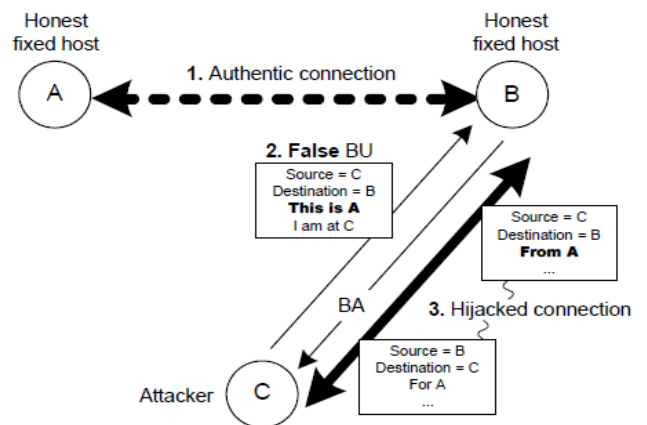 Honest
fixed host
A
Honest
fixed host
B
1. Authentic connection
2. False BU
Source = C
Destination = B
This is A
I am at C
Source = C
Destination = B
From A
...
BA
3. Hijacked connection
Source = B
Destination = C
For A
...
Attacker
C